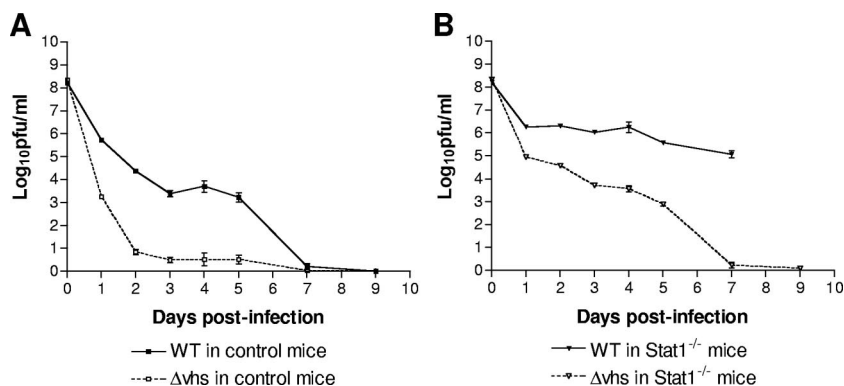 A
10
9
8
7
6
5
4
3
2
1
0
Log₁₀pfu/ml
0 1 2 3 4 5 6 7 8 9 10
Days post-infection
WT in control mice
Δvhs in control mice
B
10
9
8
7
6
5
4
3
2
1
0
Log₁₀pfu/ml
0 1 2 3 4 5 6 7 8 9 10
Days post-infection
WT in Stat1⁻/⁻ mice
Δvhs in Stat1⁻/⁻ mice